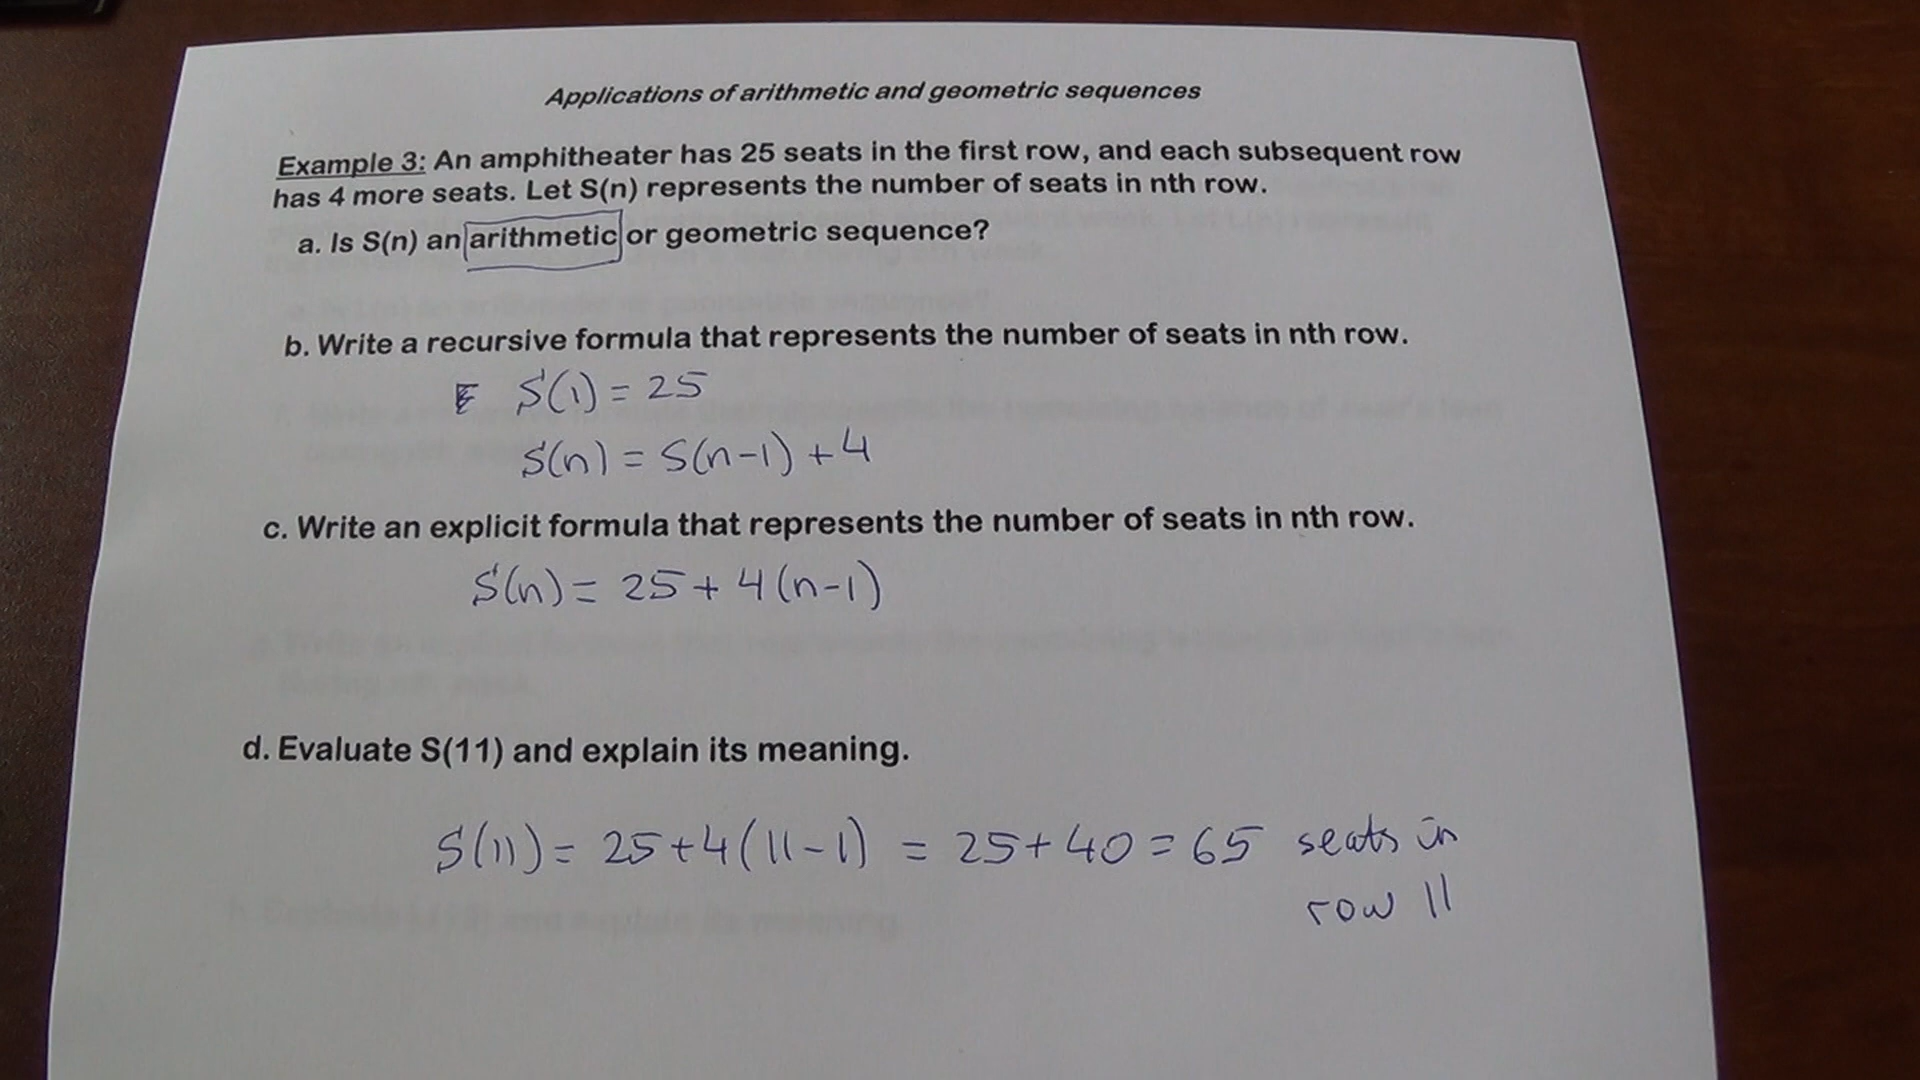 Applications of arithmetic and geometric sequences
Example 3: An amphitheater has 25 seats in the first row, and each subsequent row
has 4 more seats. Let S(n) represents the number of seats in nth row.
a. Is S(n) an arithmetic or geometric sequence?
b. Write a recursive formula that represents the number of seats in nth row.
S(1) = 25
S(n) = S(n-1) + 4
c. Write an explicit formula that represents the number of seats in nth row.
S(n) = 25 + 4(n-1)
d. Evaluate S(11) and explain its meaning.
S(11) = 25+4(11-1) = 25+40 = 65 seats in
row 11